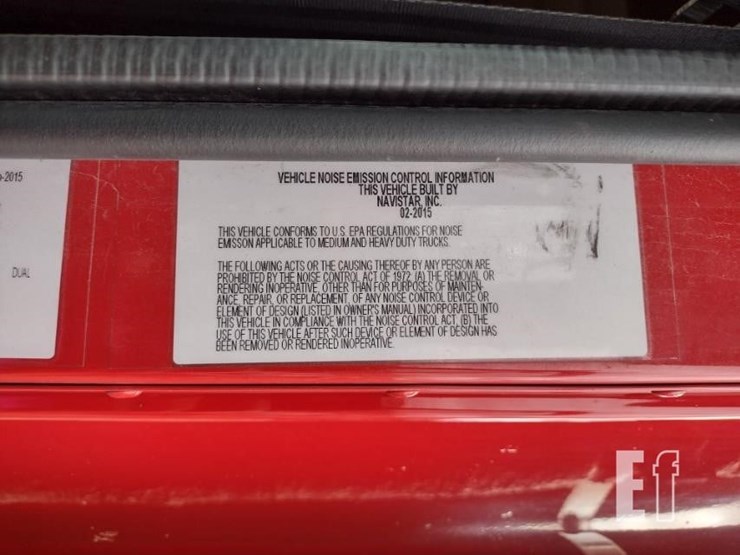 -2015
DUAL
VEHICLE NOISE EMISSION CONTROL INFORMATION
THIS VEHICLE BUILT BY
NAVISTAR, INC.
02-2015
THIS VEHICLE CONFORMS TO U.S. EPA REGULATIONS FOR NOISE
EMISSON APPLICABLE TO MEDIUM AND HEAVY DUTY TRUCKS.
THE FOLLOWING ACTS OR THE CAUSING THEREOF BY ANY PERSON ARE
PROHIBITED BY THE NOISE CONTROL ACT OF 1972. (A) THE REMOVAL OR
RENDERING INOPERATIVE, OTHER THAN FOR PURPOSES OF MAINTEN-
ANCE, REPAIR, OR REPLACEMENT, OF ANY NOISE CONTROL DEVICE OR
ELEMENT OF DESIGN (LISTED IN OWNER'S MANUAL) INCORPORATED INTO
THIS VEHICLE IN COMPLIANCE WITH THE NOISE CONTROL ACT. (B) THE
USE OF THIS VEHICLE AFTER SUCH DEVICE OR ELEMENT OF DESIGN HAS
BEEN REMOVED OR RENDERED INOPERATIVE.
Ef